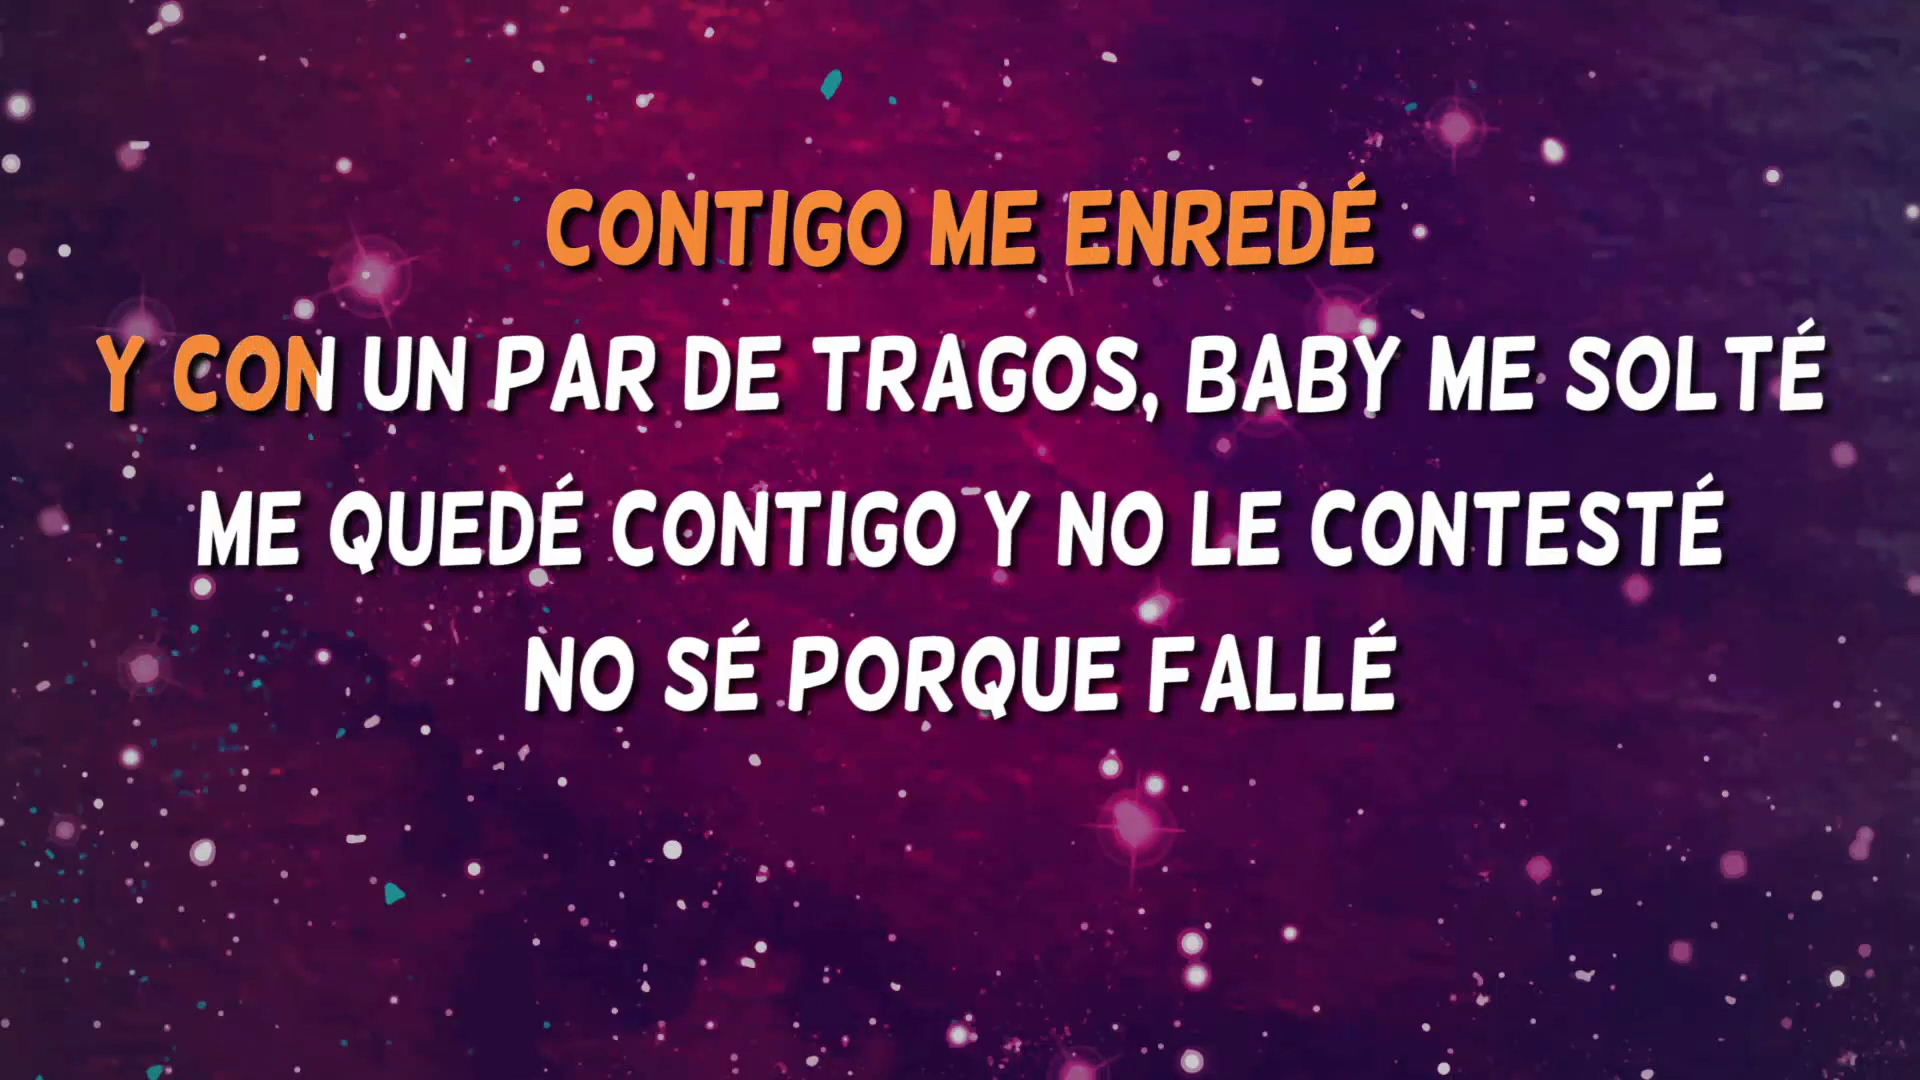 CONTIGO ME ENREDÉ
Y CON UN PAR DE TRAGOS, BABY ME SOLTÉ
ME QUEDÉ CONTIGO Y NO LE CONTESTÉ
NO SÉ PORQUE FALLÉ